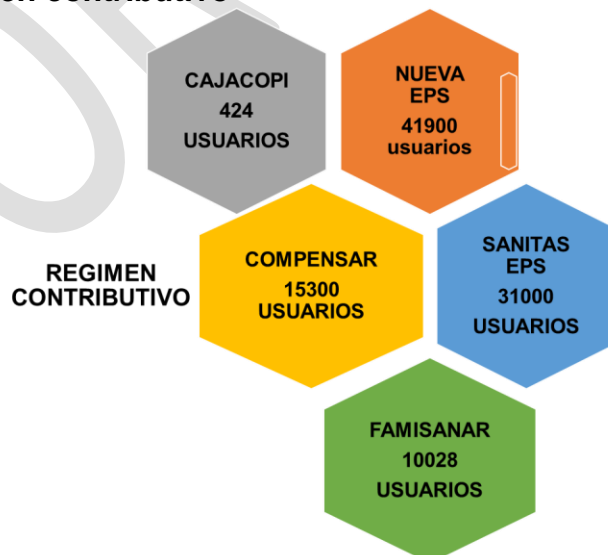 CAJACOPI
424
USUARIOS
NUEVA
EPS
41900
usuarios
REGIMEN
CONTRIBUTIVO
COMPENSAR
15300
USUARIOS
SANITAS
EPS
31000
USUARIOS
FAMISANAR
10028
USUARIOS